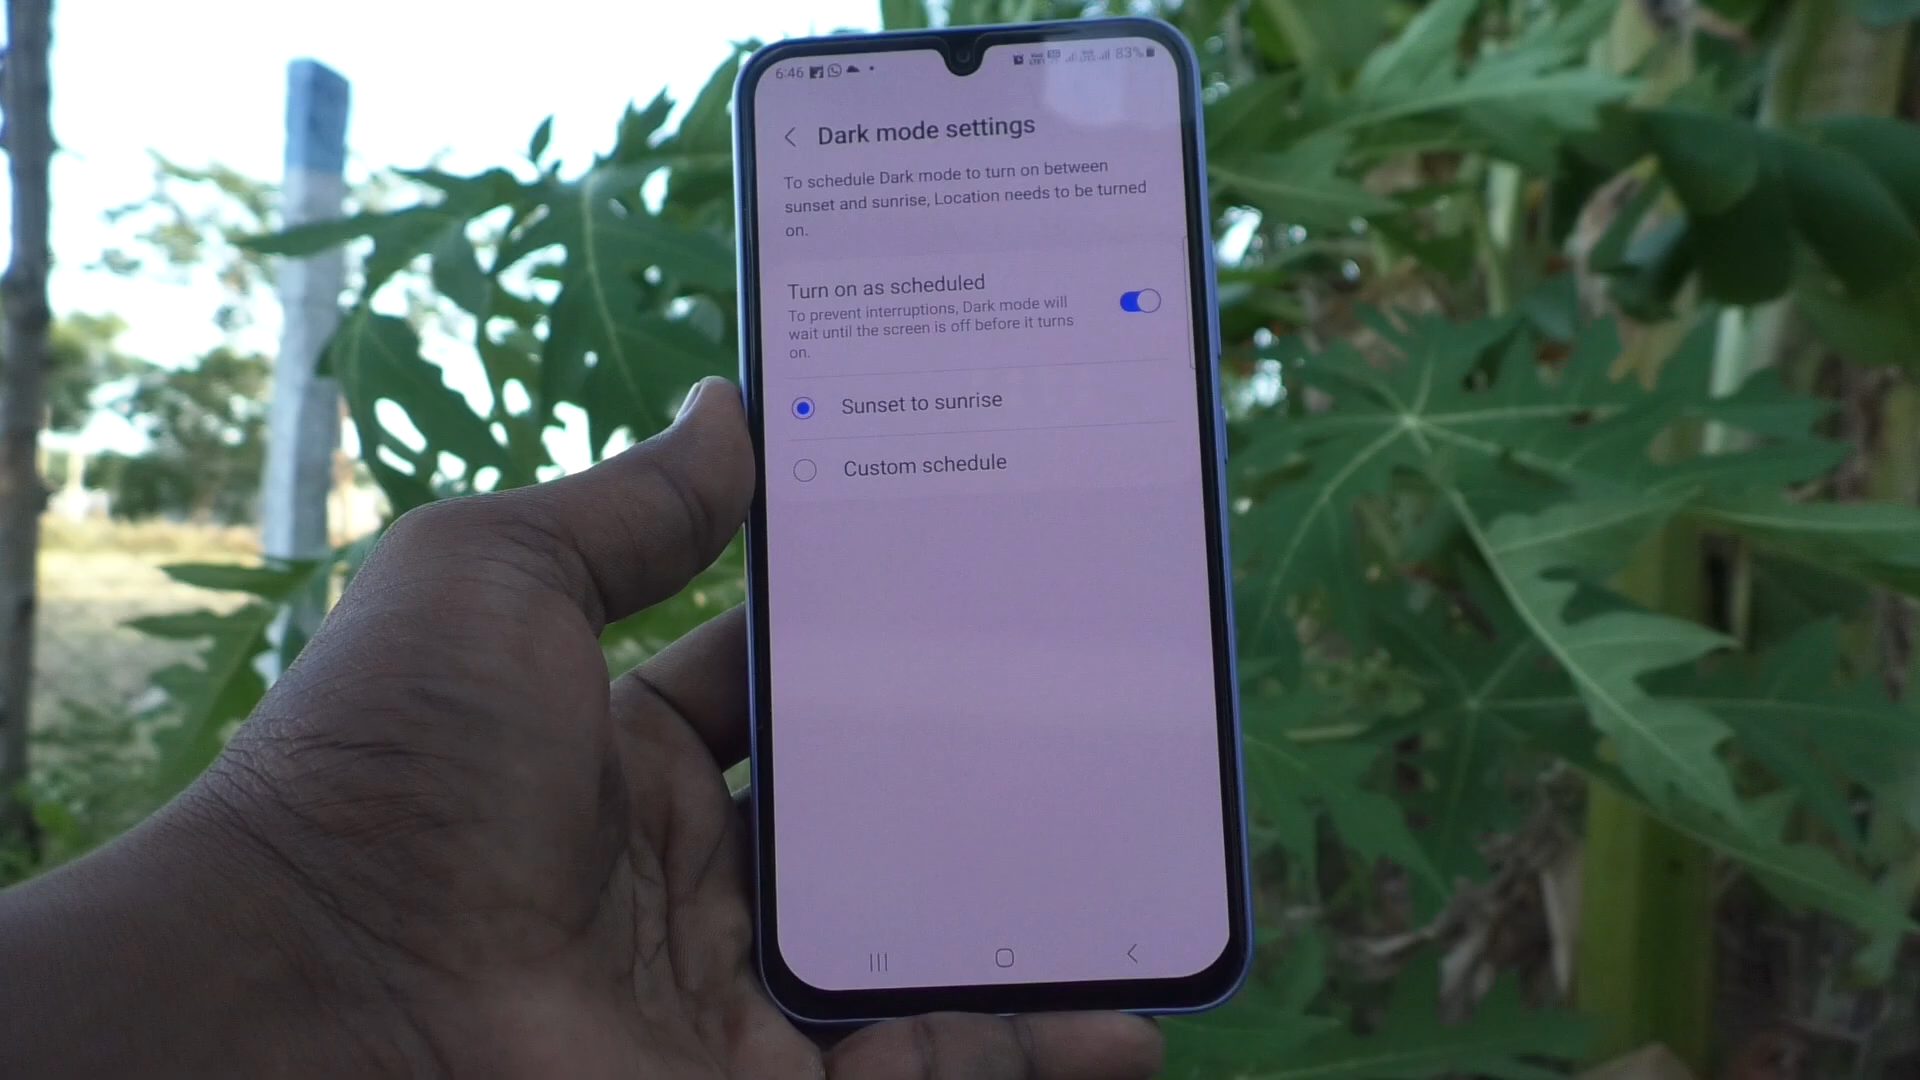 6:46 83%
Dark mode settings
To schedule Dark mode to turn on between
sunset and sunrise, Location needs to be turned
on.
Turn on as scheduled
To prevent interruptions, Dark mode will
wait until the screen is off before it turns
on.
Sunset to sunrise
Custom schedule